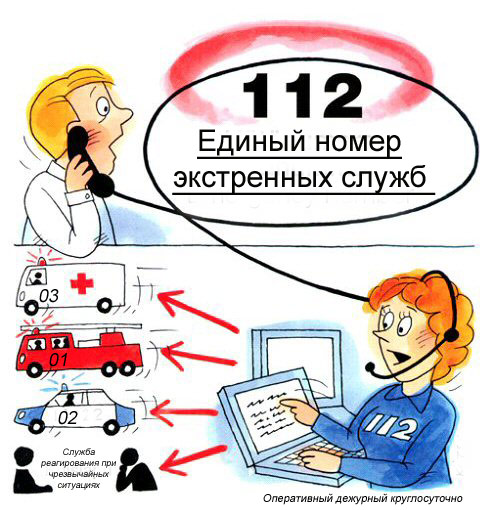 112
Единый номер
экстренных служб
03
01
02
112
Служба
реагирования при
чрезвычайных
ситуациях
Оперативный дежурный круглосуточно